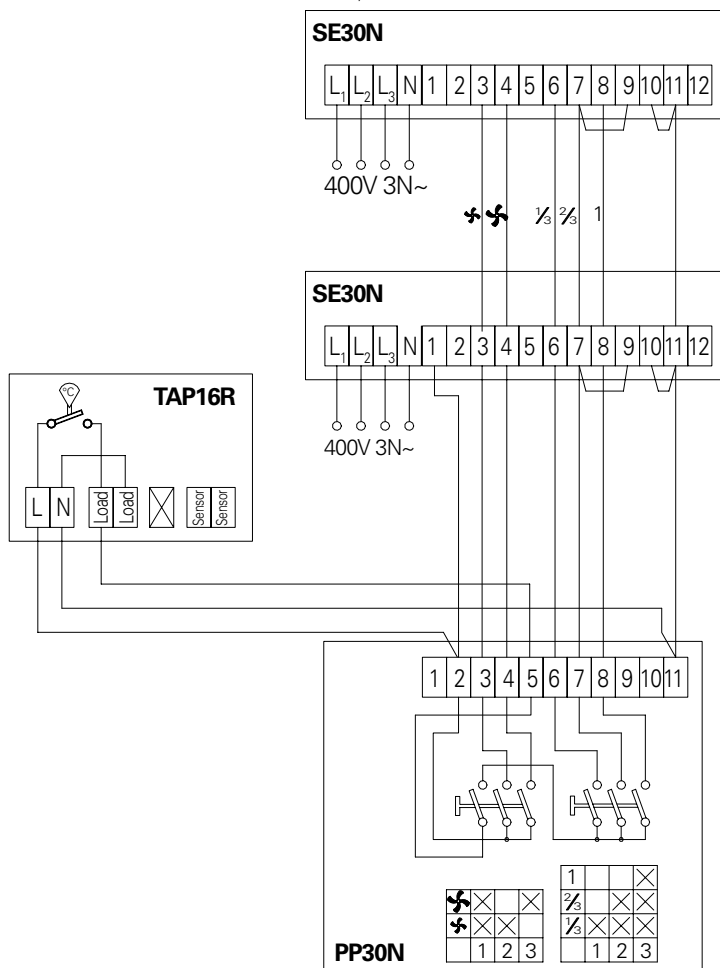 SE30N
L1 L2 L3 N 1 2 3 4 5 6 7 8 9 10 11 12
400V 3N~
⅓ ⅔ 1
SE30N
L1 L2 L3 N 1 2 3 4 5 6 7 8 9 10 11 12
400V 3N~
TAP16R
°C
L N Load Load Sensor Sensor
1 2 3 4 5 6 7 8 9 10 11
1
⅔
⅓
1 2 3
1 2 3
PP30N